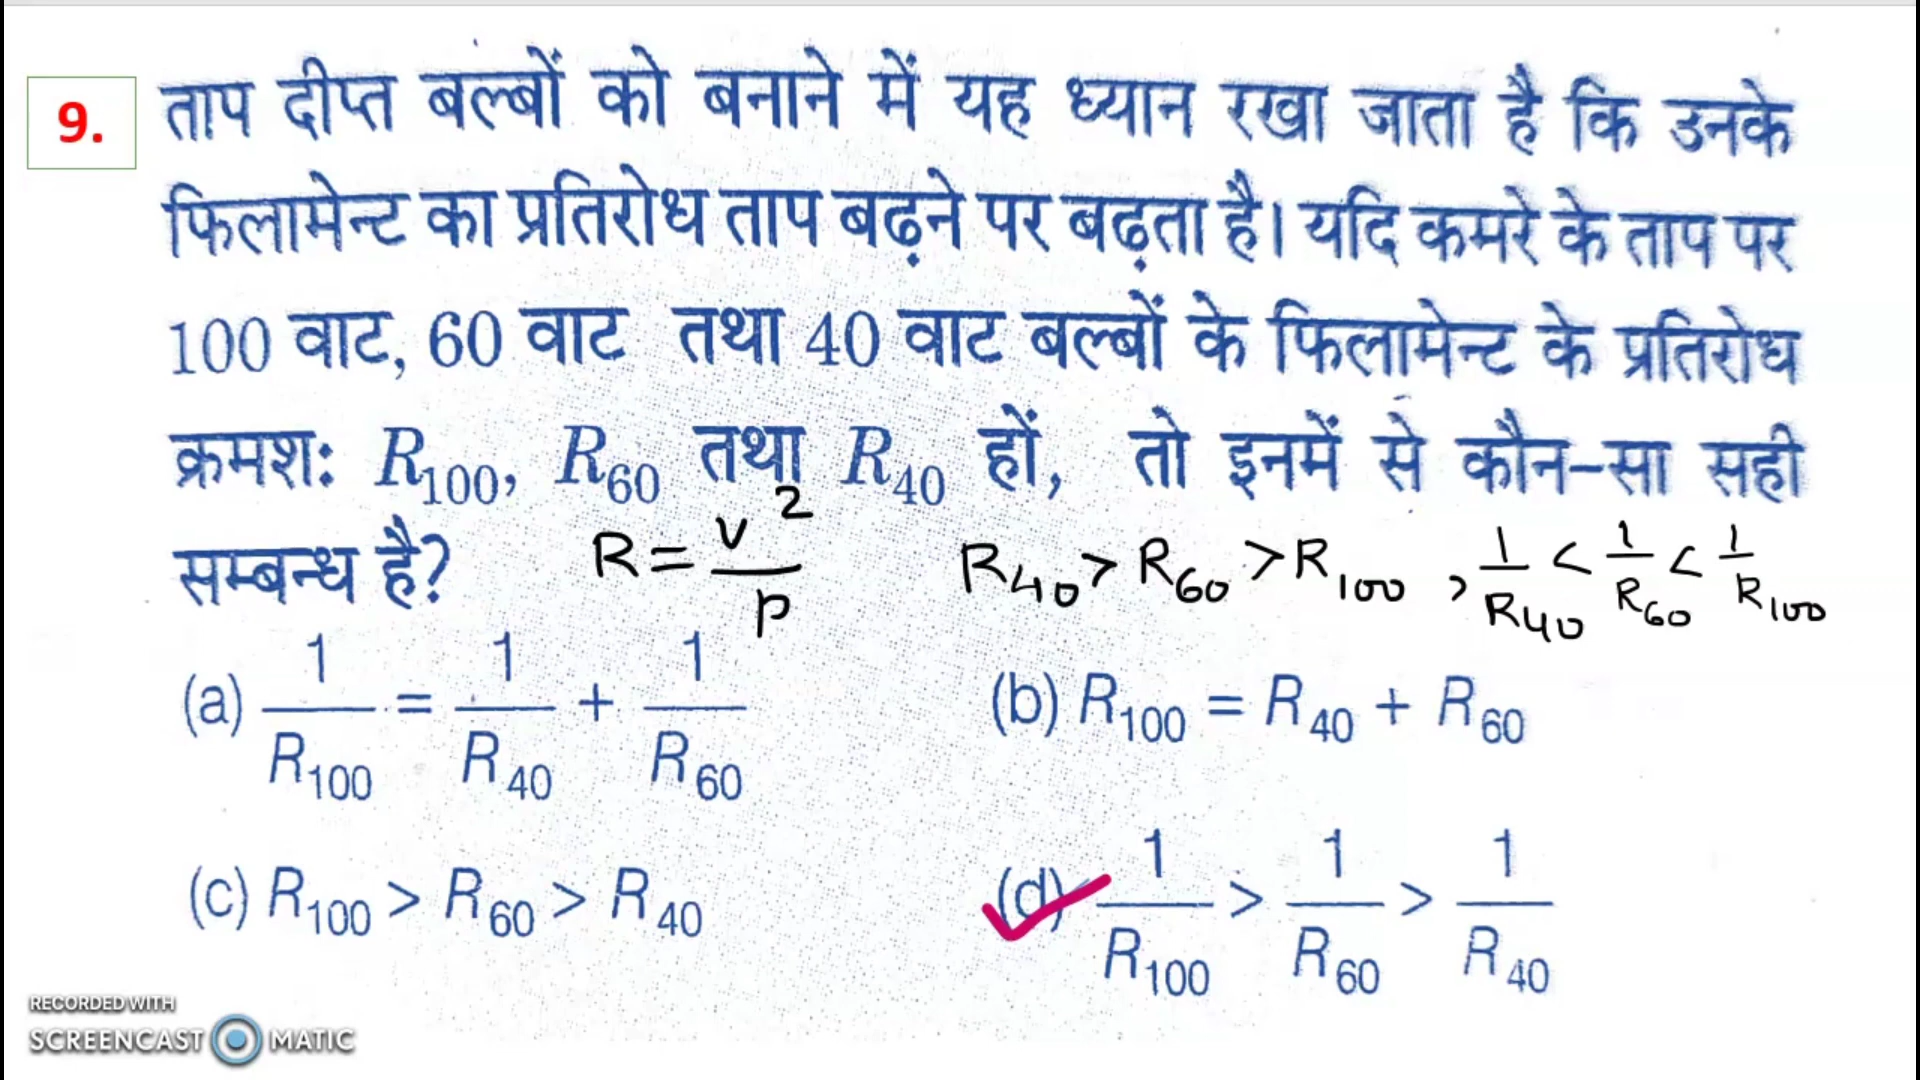 9.
ताप दीप्त बल्बों को बनाने में यह ध्यान रखा जाता है कि उनके
फिलामेन्ट का प्रतिरोध ताप बढ़ने पर बढ़ता है। यदि कमरे के ताप पर
100 वाट, 60 वाट तथा 40 वाट बल्बों के फिलामेन्ट के प्रतिरोध
क्रमशः R₁₀₀, R₆₀ तथा R₄₀ हों, तो इनमें से कौन-सा सही
सम्बन्ध है?
R = V²/P R₄₀ > R₆₀ > R₁₀₀, 1/R₄₀ < 1/R₆₀ < 1/R₁₀₀
(a) 1/R₁₀₀ = 1/R₄₀ + 1/R₆₀
(b) R₁₀₀ = R₄₀ + R₆₀
(c) R₁₀₀ > R₆₀ > R₄₀
(d) 1/R₁₀₀ > 1/R₆₀ > 1/R₄₀
RECORDED WITH
SCREENCAST MATIC